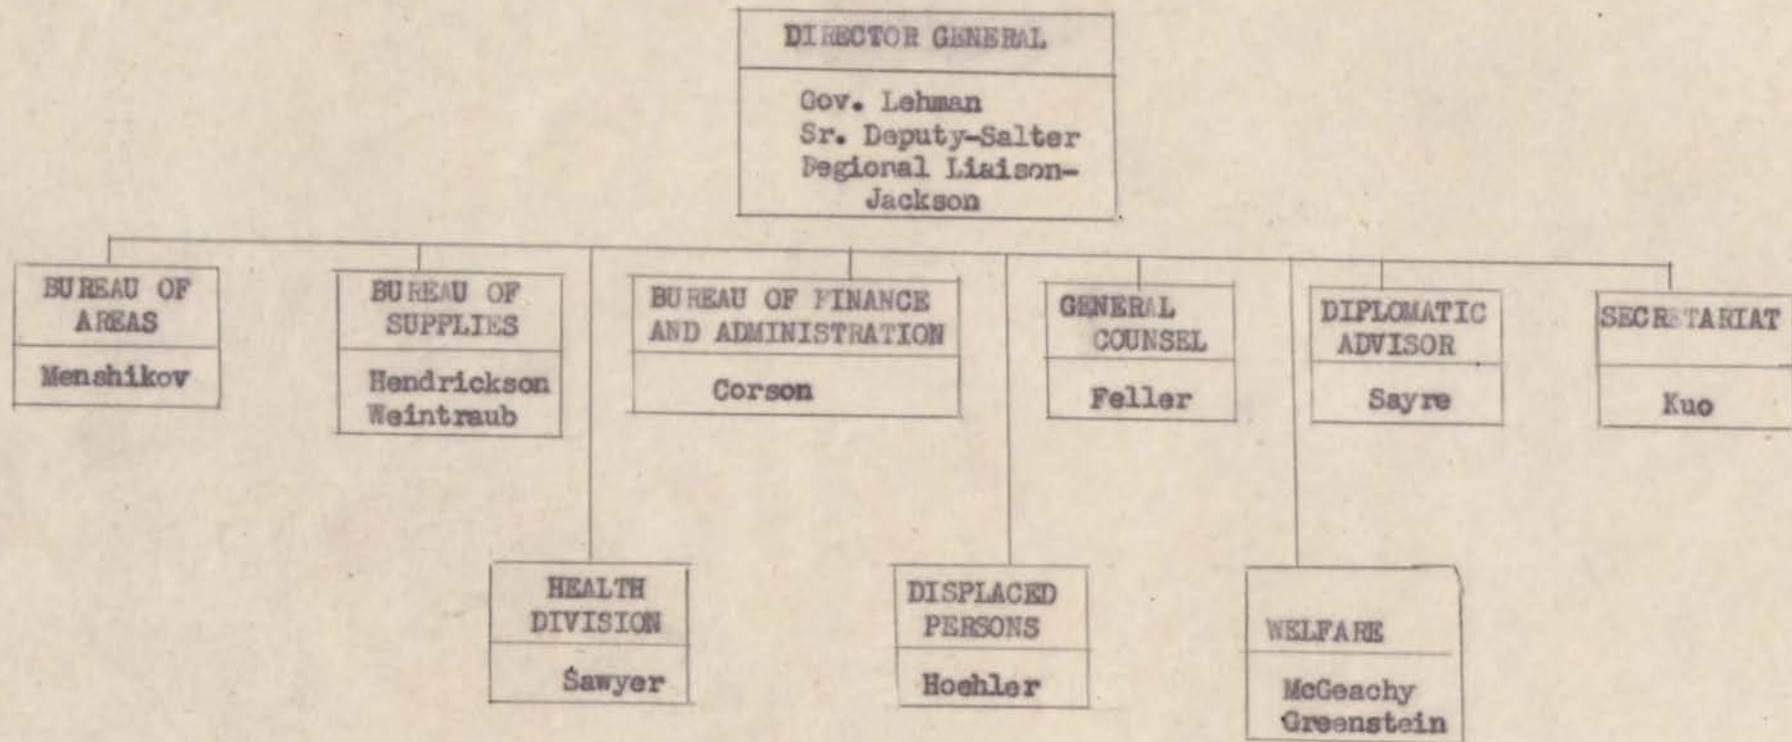 DIRECTOR GENERAL
Gov. Lehman
Sr. Deputy-Salter
Regional Liaison-
Jackson
BUREAU OF
AREAS
Menshikov
BUREAU OF
SUPPLIES
Hendrickson
Weintraub
BUREAU OF FINANCE
AND ADMINISTRATION
Corson
GENERAL
COUNSEL
Feller
DIPLOMATIC
ADVISOR
Sayre
SECRETARIAT
Kuo
HEALTH
DIVISION
Sawyer
DISPLACED
PERSONS
Hoehler
WELFARE
McGeachy
Greenstein